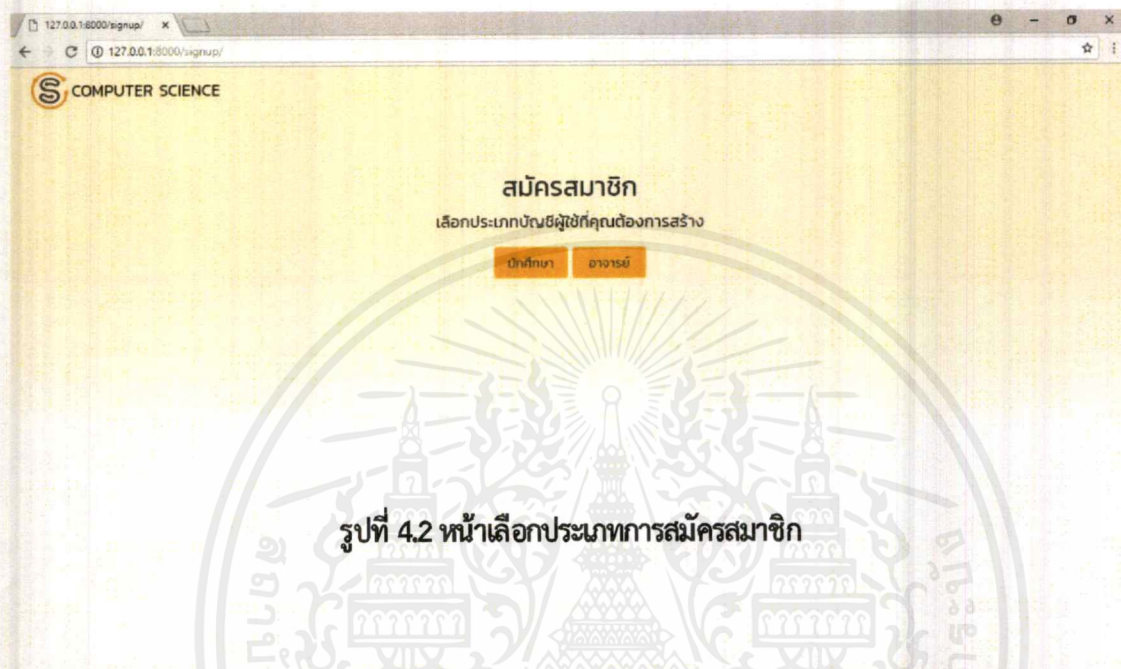 127.0.0.1:8000/signup/
127.0.0.1:8000/signup/
COMPUTER SCIENCE
สมัครสมาชิก
เลือกประเภทบัญชีผู้ใช้ที่คุณต้องการสร้าง
นักศึกษา อาจารย์
รูปที่ 4.2 หน้าเลือกประเภทการสมัครสมาชิก